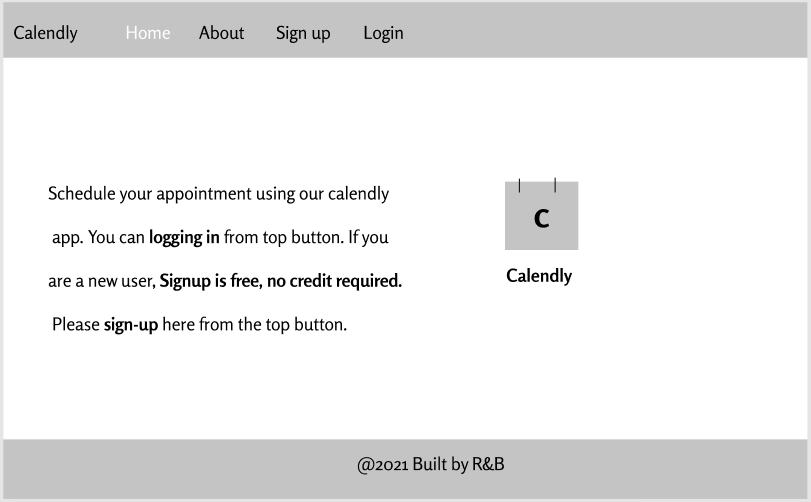 Calendly Home About Sign up Login
Schedule your appointment using our calendly
app. You can logging in from top button. If you
are a new user, Signup is free, no credit required.
Please sign-up here from the top button.
C
Calendly
@2021 Built by R&B